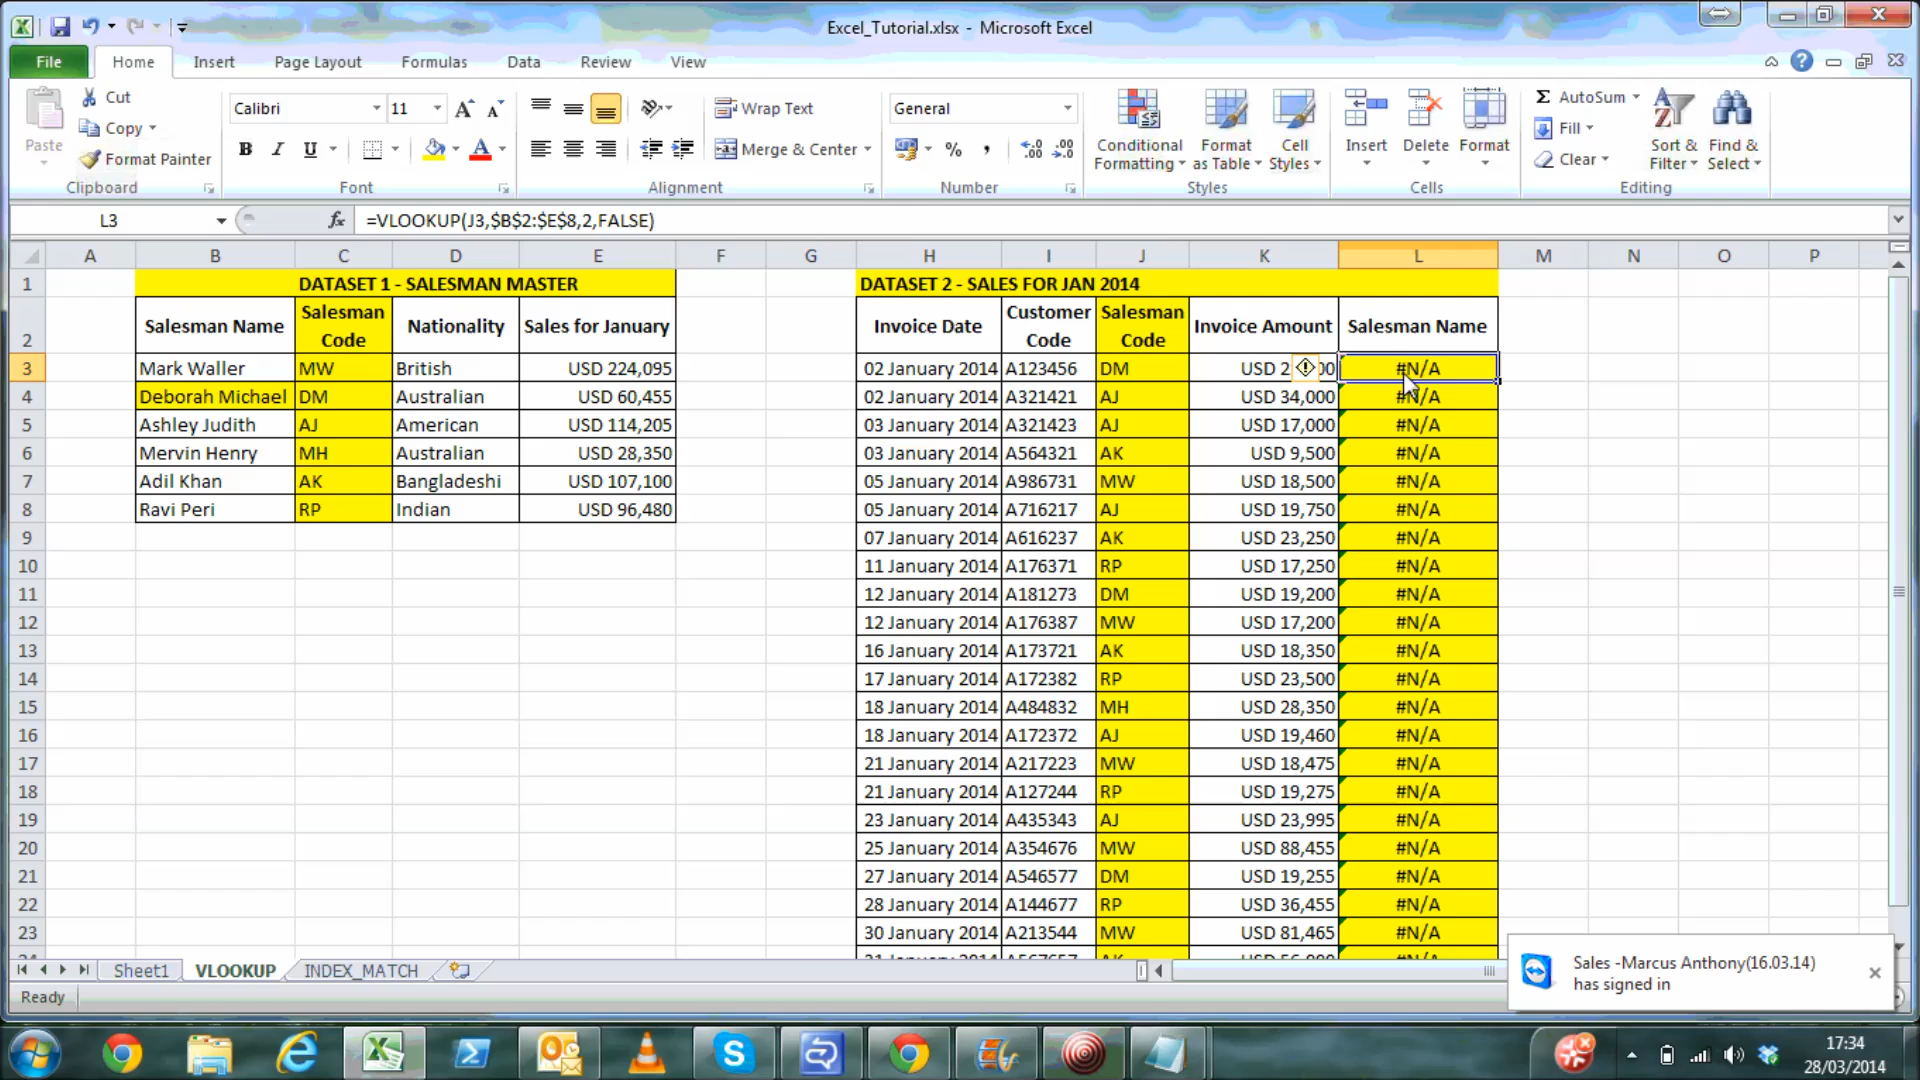 Excel_Tutorial.xlsx - Microsoft Excel
File Home Insert Page Layout Formulas Data Review View
Paste
Cut
Copy
Format Painter
Clipboard
Calibri 11
B I U
Font
Wrap Text
Merge & Center
Alignment
General
%
Number
Conditional Formatting
Format as Table
Cell Styles
Styles
Insert Delete Format
Cells
AutoSum
Fill
Clear
Sort & Filter
Find & Select
Editing
L3 fx =VLOOKUP(J3,$B$2:$E$8,2,FALSE)
A B C D E F G H I J K L M N O P
1 DATASET 1 - SALESMAN MASTER DATASET 2 - SALES FOR JAN 2014
2 Salesman Name Salesman Code Nationality Sales for January Invoice Date Customer Code Salesman Code Invoice Amount Salesman Name
3 Mark Waller MW British USD 224,095 02 January 2014 A123456 DM USD 2 00 #N/A
4 Deborah Michael DM Australian USD 60,455 02 January 2014 A321421 AJ USD 34,000 #N/A
5 Ashley Judith AJ American USD 114,205 03 January 2014 A321423 AJ USD 17,000 #N/A
6 Mervin Henry MH Australian USD 28,350 03 January 2014 A564321 AK USD 9,500 #N/A
7 Adil Khan AK Bangladeshi USD 107,100 05 January 2014 A986731 MW USD 18,500 #N/A
8 Ravi Peri RP Indian USD 96,480 05 January 2014 A716217 AJ USD 19,750 #N/A
9 07 January 2014 A616237 AK USD 23,250 #N/A
10 11 January 2014 A176371 RP USD 17,250 #N/A
11 12 January 2014 A181273 DM USD 19,200 #N/A
12 12 January 2014 A176387 MW USD 17,200 #N/A
13 16 January 2014 A173721 AK USD 18,350 #N/A
14 17 January 2014 A172382 RP USD 23,500 #N/A
15 18 January 2014 A484832 MH USD 28,350 #N/A
16 18 January 2014 A172372 AJ USD 19,460 #N/A
17 21 January 2014 A217223 MW USD 18,475 #N/A
18 21 January 2014 A127244 RP USD 19,275 #N/A
19 23 January 2014 A435343 AJ USD 23,995 #N/A
20 25 January 2014 A354676 MW USD 88,455 #N/A
21 27 January 2014 A546577 DM USD 19,255 #N/A
22 28 January 2014 A144677 RP USD 36,455 #N/A
23 30 January 2014 A213544 MW USD 81,465 #N/A
Sheet1 VLOOKUP INDEX_MATCH
Sales -Marcus Anthony(16.03.14)
has signed in
Ready
17:34
28/03/2014